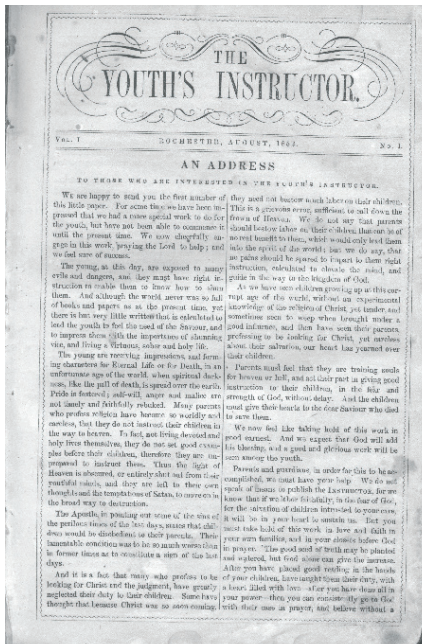 THE
YOUTH'S INSTRUCTOR.
VOL. I
ROCHESTER, AUGUST, 1852.
No. 1.
AN ADDRESS
TO THOSE WHO ARE INTERESTED IN THE YOUTH'S INSTRUCTOR.
We are happy to send you the first number of
this little paper. For some time we have been im-
pressed that we had a more special work to do for
the youth, but have not been able to commence it
until the present time. We now cheerfully en-
gage in this work, praying the Lord to help; and
we feel sure of success.
The young, at this day, are exposed to many
evils and dangers, and they must have right in-
struction to enable them to know how to shun
them. And although the world never was so full
of books and papers as at the present time, yet
there is but very little written that is calculated to
lead the youth to feel the need of the Saviour, and
to impress them with the importance of shunning
vice, and living a virtuous, sober and holy life.
The young are receiving impressions, and form-
ing characters for Eternal Life or for Death, in an
unfortunate age of the world, when spiritual dark-
ness, like the pall of death, is spread over the earth.
Pride is fostered; self-will, anger and malice are
not timely and faithfully rebuked. Many parents
who profess religion have become so worldly and
careless, that they do not instruct their children in
the way to heaven. In fact, not living devoted and
holy lives themselves, they do not set good exam-
ples before their children, therefore they are un-
prepared to instruct them. Thus the light of
Heaven is obscured, or entirely shut out from their
youthful minds, and they are left to their own
thoughts and the temptations of Satan, to move on in
the broad way to destruction.
The Apostle, in pointing out some of the sins of
the perilous times of the last days, states that chil-
dren would be disobedient to their parents. Their
lamentable condition was to be so much worse than
in former times as to constitute a sign of the last
days.
And it is a fact that many who profess to be
looking for Christ and the judgment, have greatly
neglected their duty to their children. Some have
thought that because Christ was so soon coming,
they need not bestow much labor on their children.
This is a grievous error, sufficient to call down the
frown of Heaven. We do not say that parents
should bestow labor on their children, that can be of
no real benefit to them, which would only lead them
into the spirit of the world; but we do say, that
no pains should be spared to impart to them right
instruction, calculated to elevate the mind, and
guide in the way to the kingdom of God.
As we have seen children growing up at this cor-
rupt age of the world, without an experimental
knowledge of the religion of Christ, yet tender and
sometimes seen to weep when brought under a
good influence, and then have seen their parents,
professing to be looking for Christ, yet careless
about their salvation, our heart has yearned over
their children.
Parents must feel that they are training souls
for heaven or hell, and act their part in giving good
instruction to their children, in the fear and
strength of God, without delay. And the children
must give their hearts to the dear Saviour who died
to save them.
We now feel like taking hold of this work in
good earnest. And we expect that God will add
his blessing, and a good and glorious work will be
seen among the youth.
Parents and guardians, in order for this to be ac-
complished, we must have your help. We do not
speak of means to publish the INSTRUCTOR, for we
know that if we labor faithfully, in the fear of God,
for the salvation of children intrusted to your care,
it will be in your heart to sustain us. But you
must take hold of this work in love and faith in
your own families, and in your closets before God
in prayer. The good seed of truth may be planted
and watered, but God alone can give the increase.
After you have placed good reading in the hands
of your children, have taught them their duty, with
a heart filled with love—after you have done all in
your power—then you can consistently go to God
with their case in prayer, and believe without a